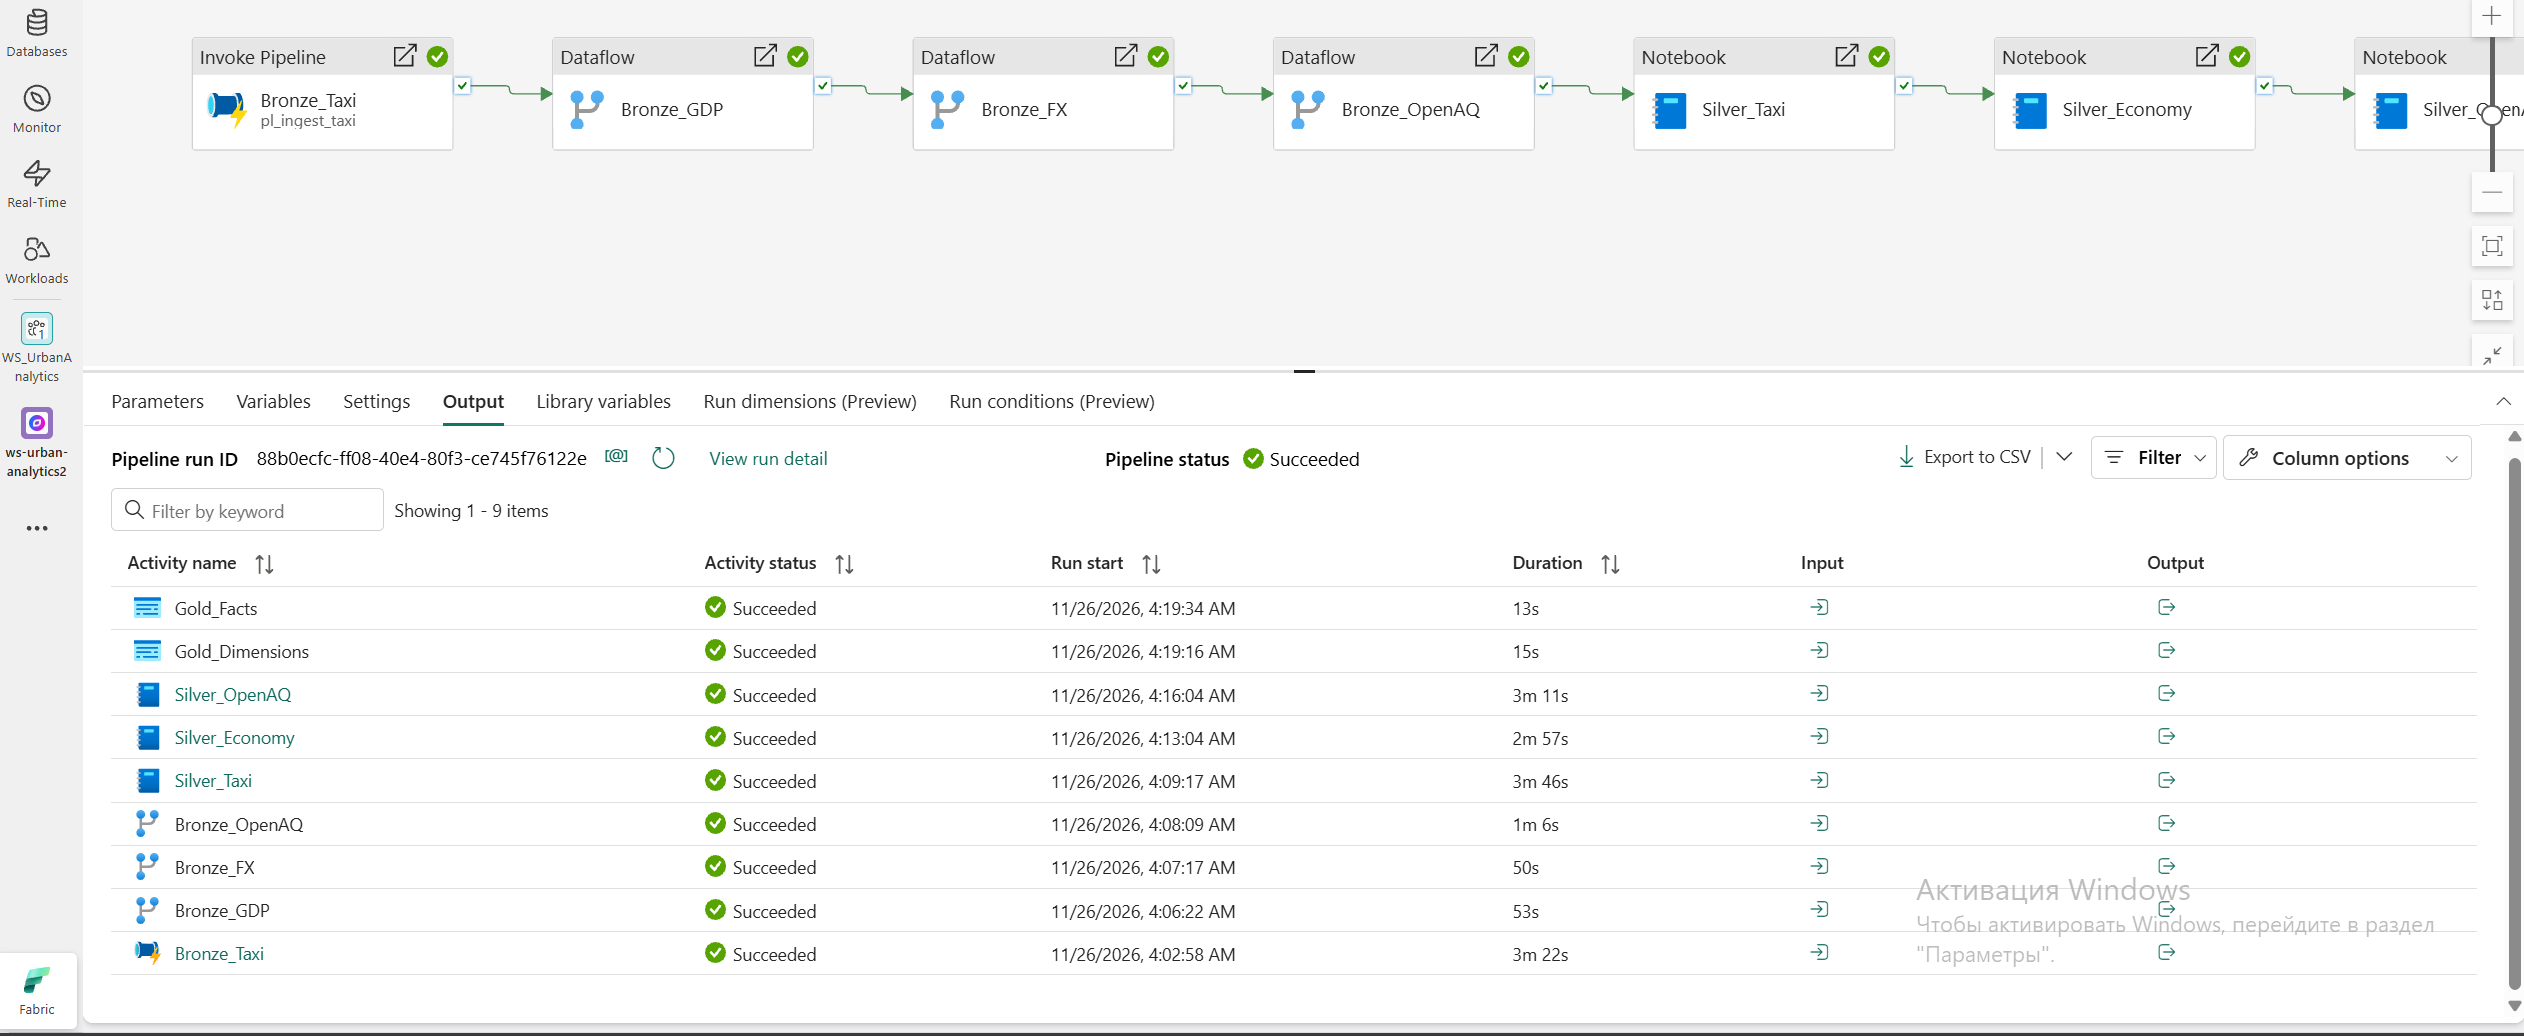 Databases
Monitor
Real-Time
Workloads
WS_UrbanA
nalytics
ws-urban-
analytics2
Fabric
Invoke Pipeline
Bronze_Taxi
pl_ingest_taxi
Dataflow
Bronze_GDP
Dataflow
Bronze_FX
Dataflow
Bronze_OpenAQ
Notebook
Silver_Taxi
Notebook
Silver_Economy
Notebook
Parameters Variables Settings Output Library variables Run dimensions (Preview) Run conditions (Preview)
Pipeline run ID 88b0ecfc-ff08-40e4-80f3-ce745f76122e View run detail Pipeline status Succeeded Export to CSV Filter Column options
Filter by keyword Showing 1 - 9 items
Activity name Activity status Run start Duration Input Output
Gold_Facts Succeeded 11/26/2026, 4:19:34 AM 13s
Gold_Dimensions Succeeded 11/26/2026, 4:19:16 AM 15s
Silver_OpenAQ Succeeded 11/26/2026, 4:16:04 AM 3m 11s
Silver_Economy Succeeded 11/26/2026, 4:13:04 AM 2m 57s
Silver_Taxi Succeeded 11/26/2026, 4:09:17 AM 3m 46s
Bronze_OpenAQ Succeeded 11/26/2026, 4:08:09 AM 1m 6s
Bronze_FX Succeeded 11/26/2026, 4:07:17 AM 50s
Bronze_GDP Succeeded 11/26/2026, 4:06:22 AM 53s
Bronze_Taxi Succeeded 11/26/2026, 4:02:58 AM 3m 22s
Активация Windows
Чтобы активировать Windows, перейдите в раздел
"Параметры".